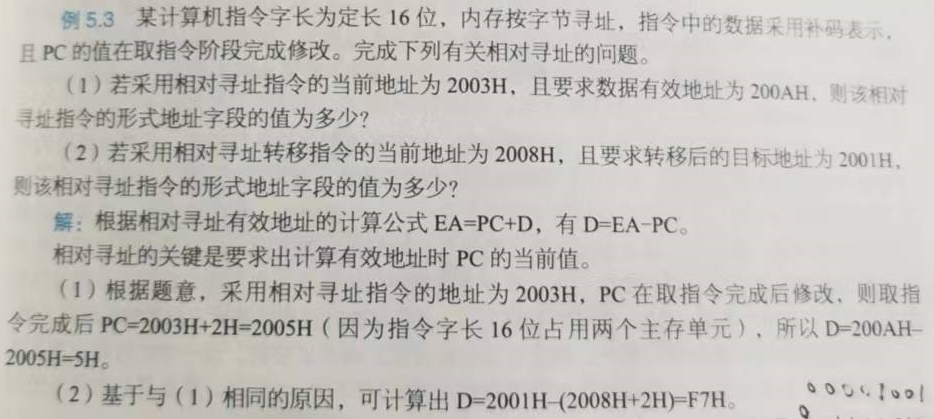 例5.3 某计算机指令字长为定长 16 位，内存按字节寻址，指令中的数据采用补码表示，
且 PC 的值在取指令阶段完成修改。完成下列有关相对寻址的问题。
（1）若采用相对寻址指令的当前地址为 2003H，且要求数据有效地址为 200AH，则该相对
寻址指令的形式地址字段的值为多少？
（2）若采用相对寻址转移指令的当前地址为 2008H，且要求转移后的目标地址为 2001H，
则该相对寻址指令的形式地址字段的值为多少？
解：根据相对寻址有效地址的计算公式 EA=PC+D，有 D=EA-PC。
相对寻址的关键是要求出计算有效地址时 PC 的当前值。
（1）根据题意，采用相对寻址指令的地址为 2003H，PC 在取指令完成后修改，则取指
令完成后 PC=2003H+2H=2005H（因为指令字长 16 位占用两个主存单元），所以 D=200AH–
2005H=5H。
（2）基于与（1）相同的原因，可计算出 D=2001H–(2008H+2H)=F7H。